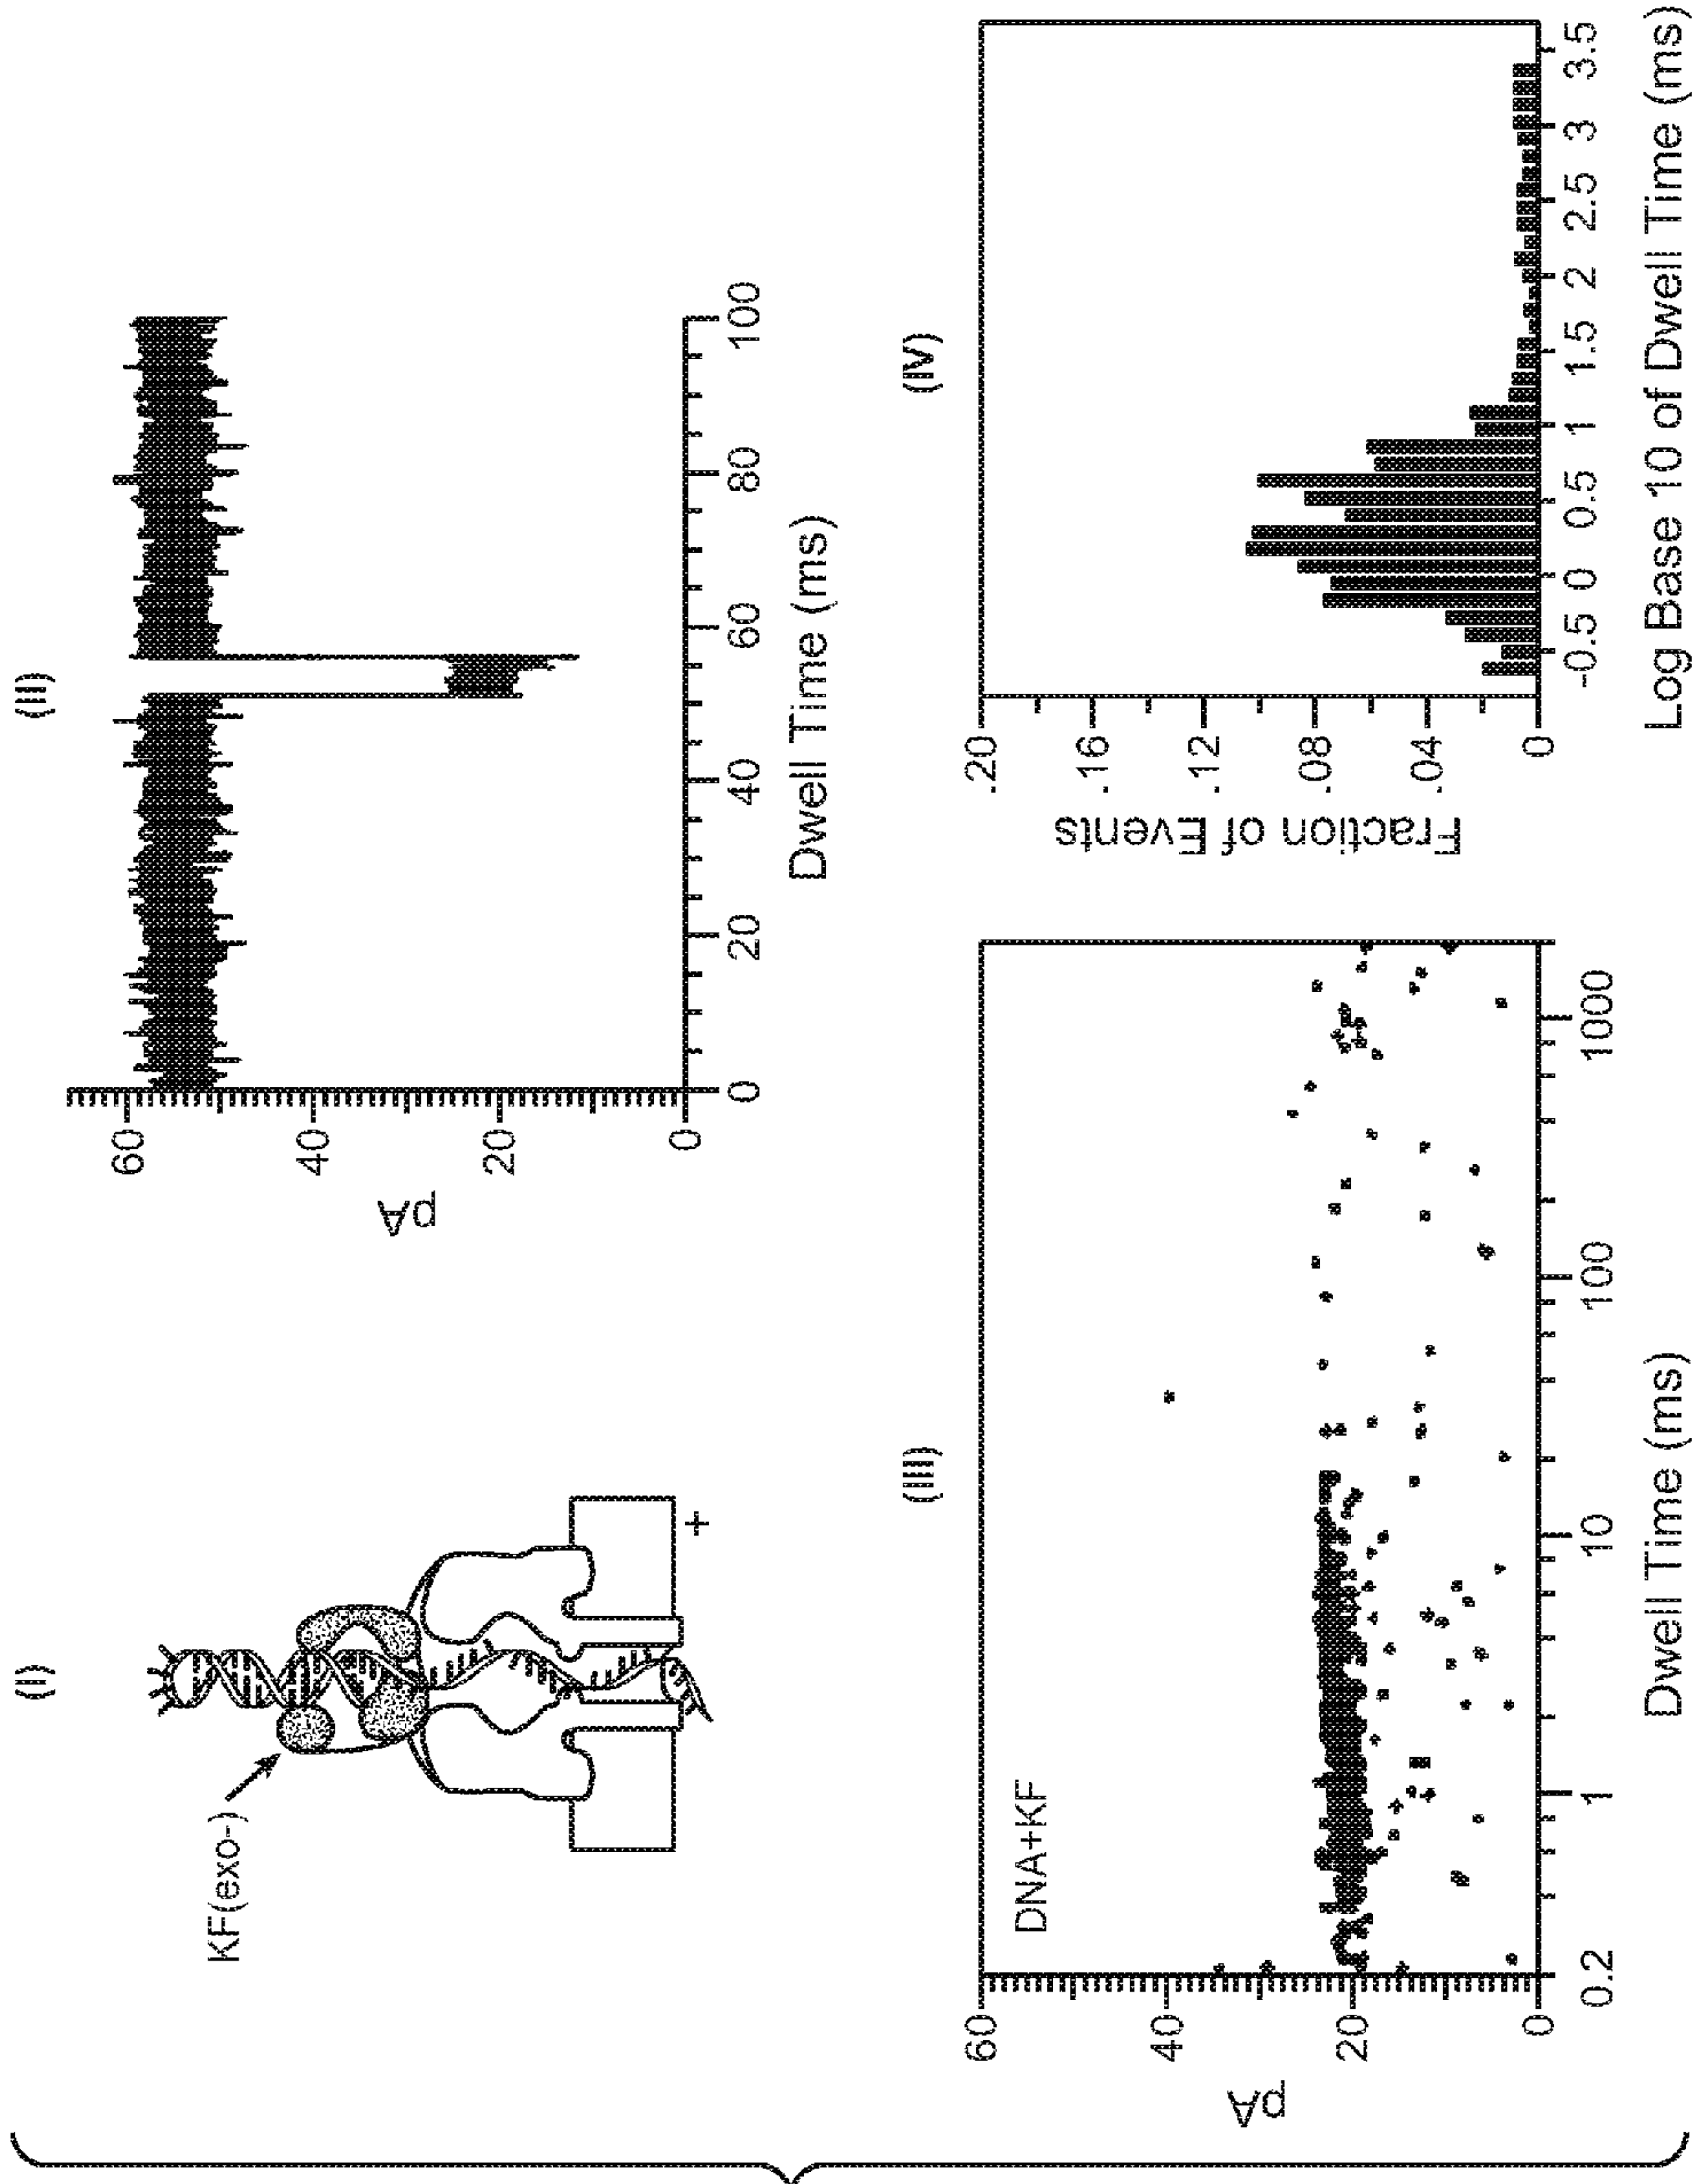 (I)
KF(exo-)
+
(II)
pA
60
40
20
0
0 20 40 60 80 100
Dwell Time (ms)
(III)
pA
60
40
20
0
DNA+KF
0.2 1 10 100 1000
Dwell Time (ms)
(IV)
Fraction of Events
.20
.16
.12
.08
.04
0
-0.5 0 0.5 1 1.5 2 2.5 3 3.5
Log Base 10 of Dwell Time (ms)